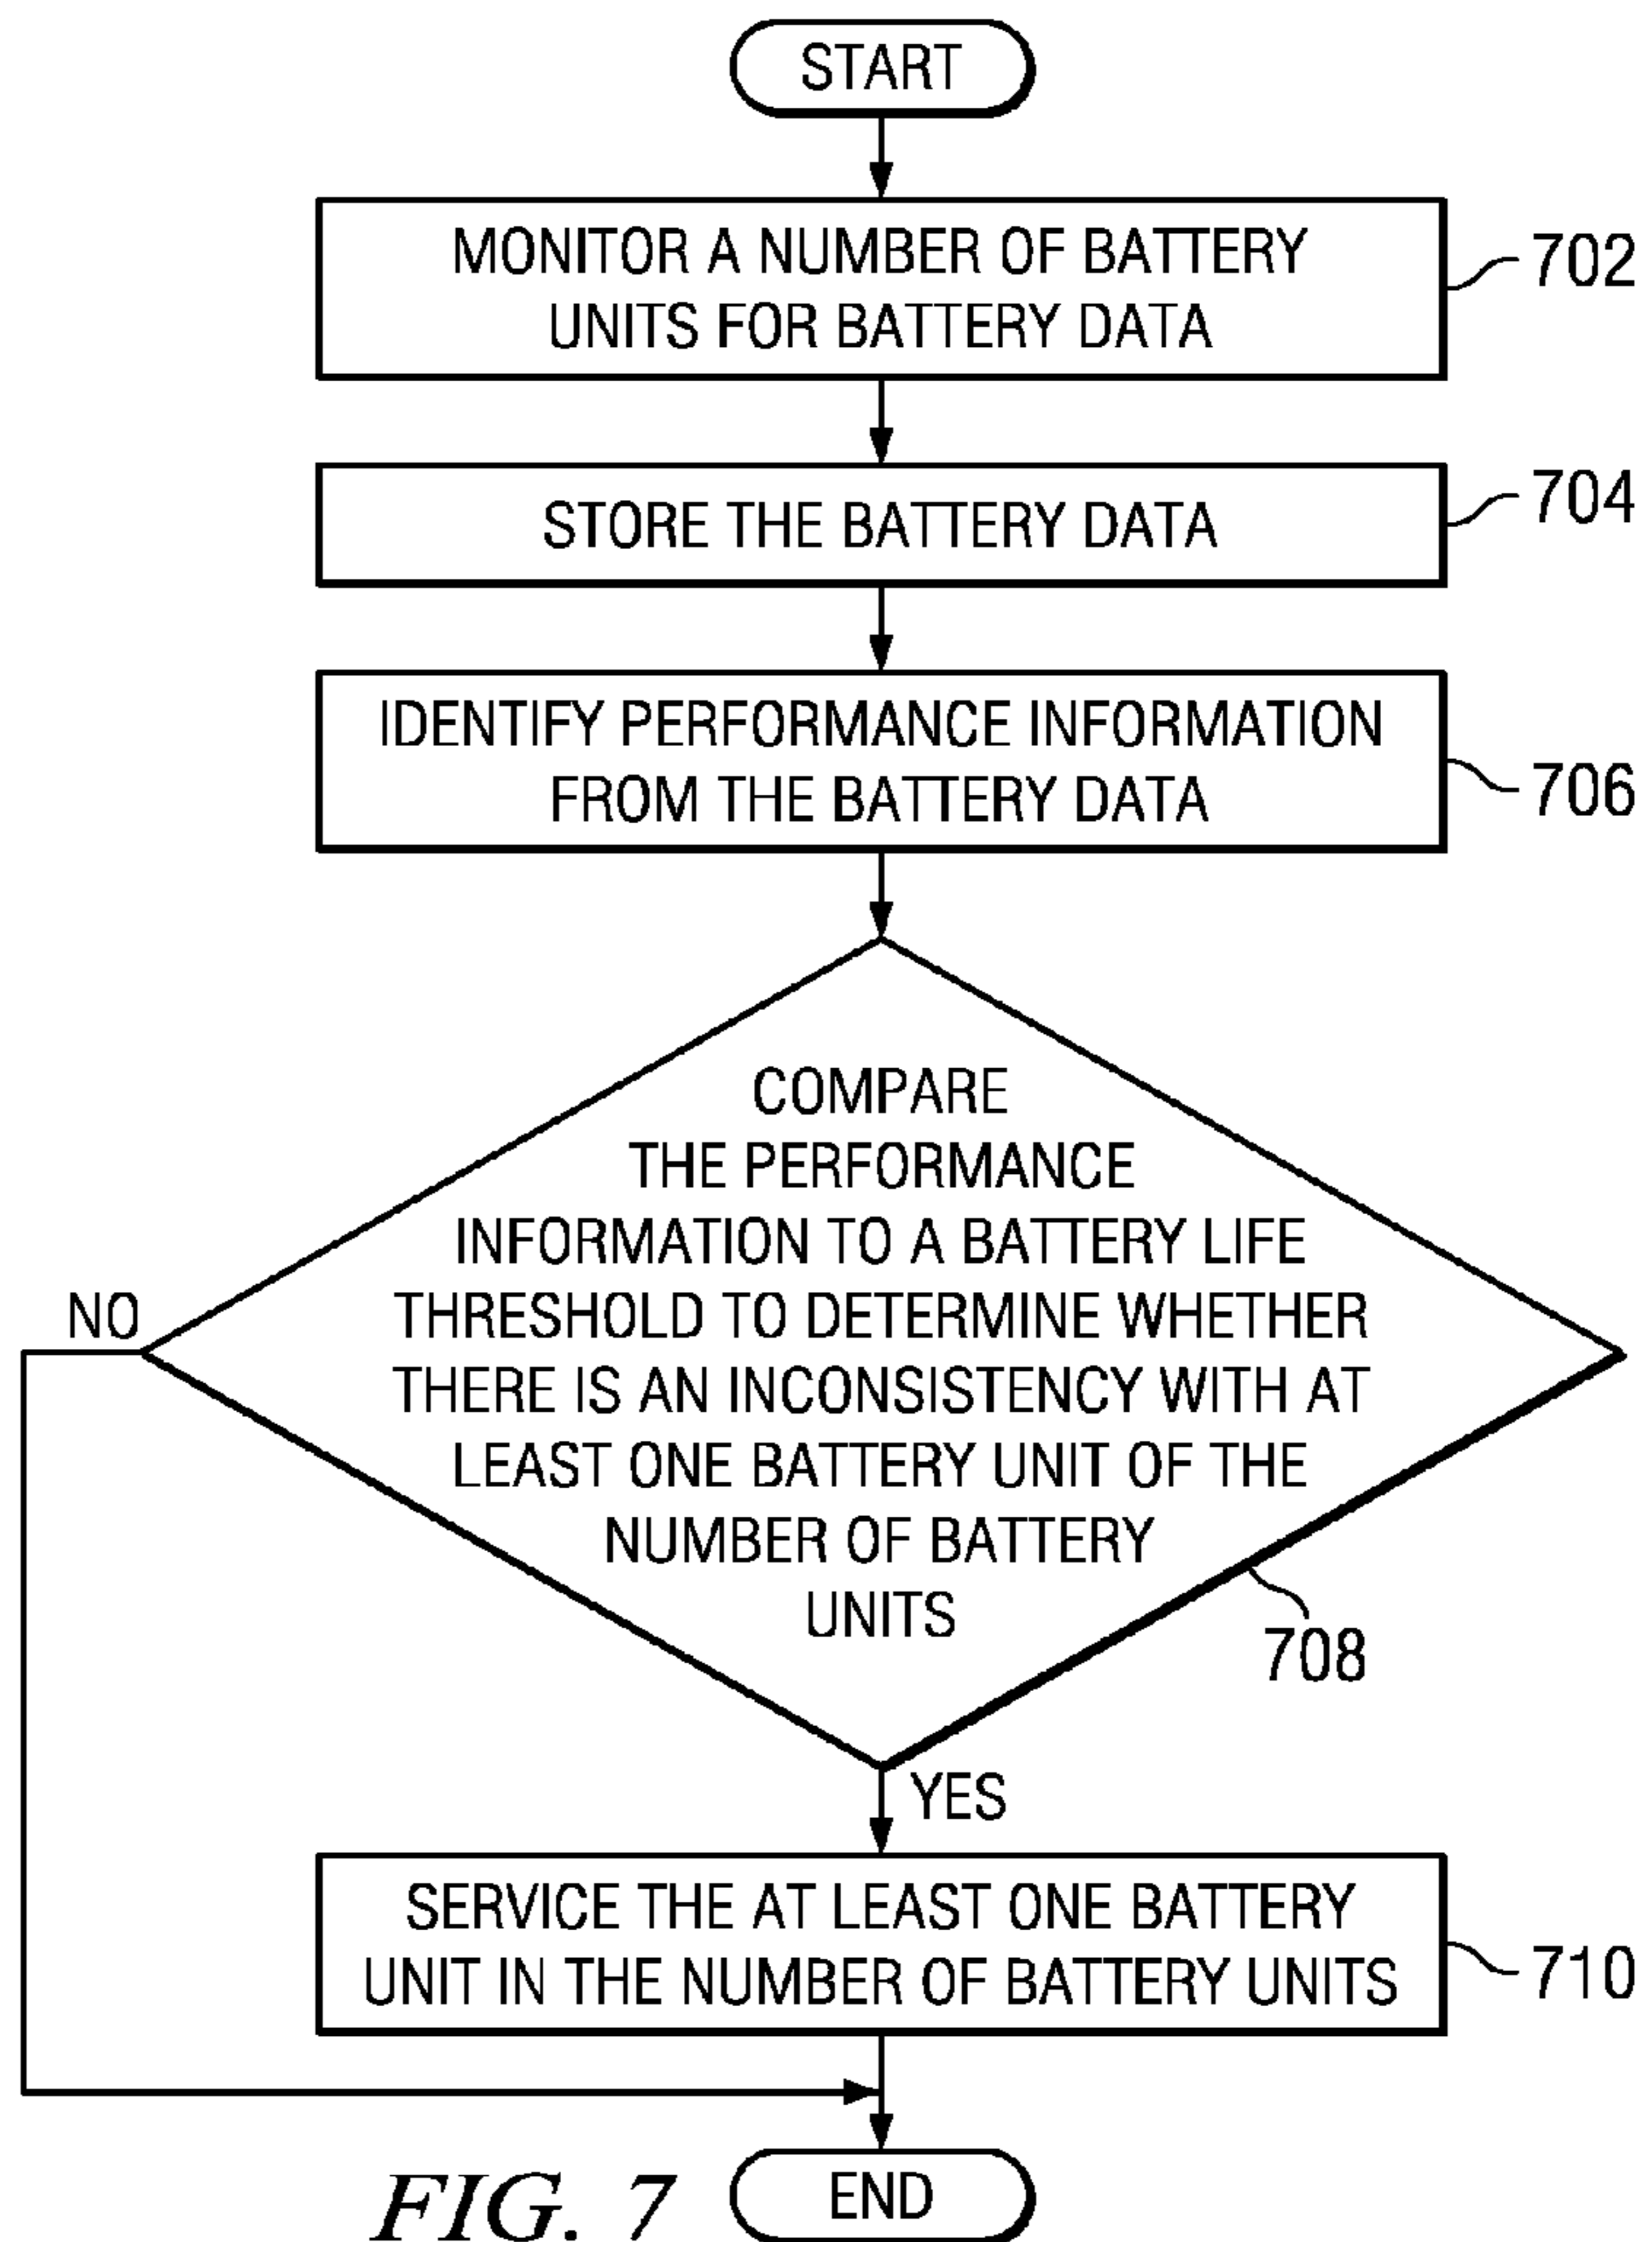 START
MONITOR A NUMBER OF BATTERY
UNITS FOR BATTERY DATA
702
STORE THE BATTERY DATA
704
IDENTIFY PERFORMANCE INFORMATION
FROM THE BATTERY DATA
706
COMPARE
THE PERFORMANCE
INFORMATION TO A BATTERY LIFE
THRESHOLD TO DETERMINE WHETHER
THERE IS AN INCONSISTENCY WITH AT
LEAST ONE BATTERY UNIT OF THE
NUMBER OF BATTERY
UNITS
NO
708
YES
SERVICE THE AT LEAST ONE BATTERY
UNIT IN THE NUMBER OF BATTERY UNITS
710
END
FIG. 7